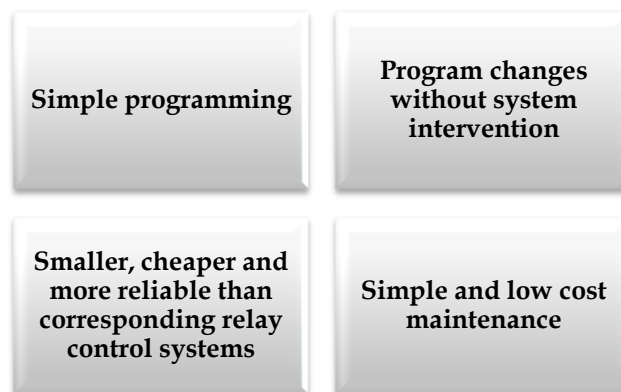 Simple programming
Program changes
without system
intervention
Smaller, cheaper and
more reliable than
corresponding relay
control systems
Simple and low cost
maintenance